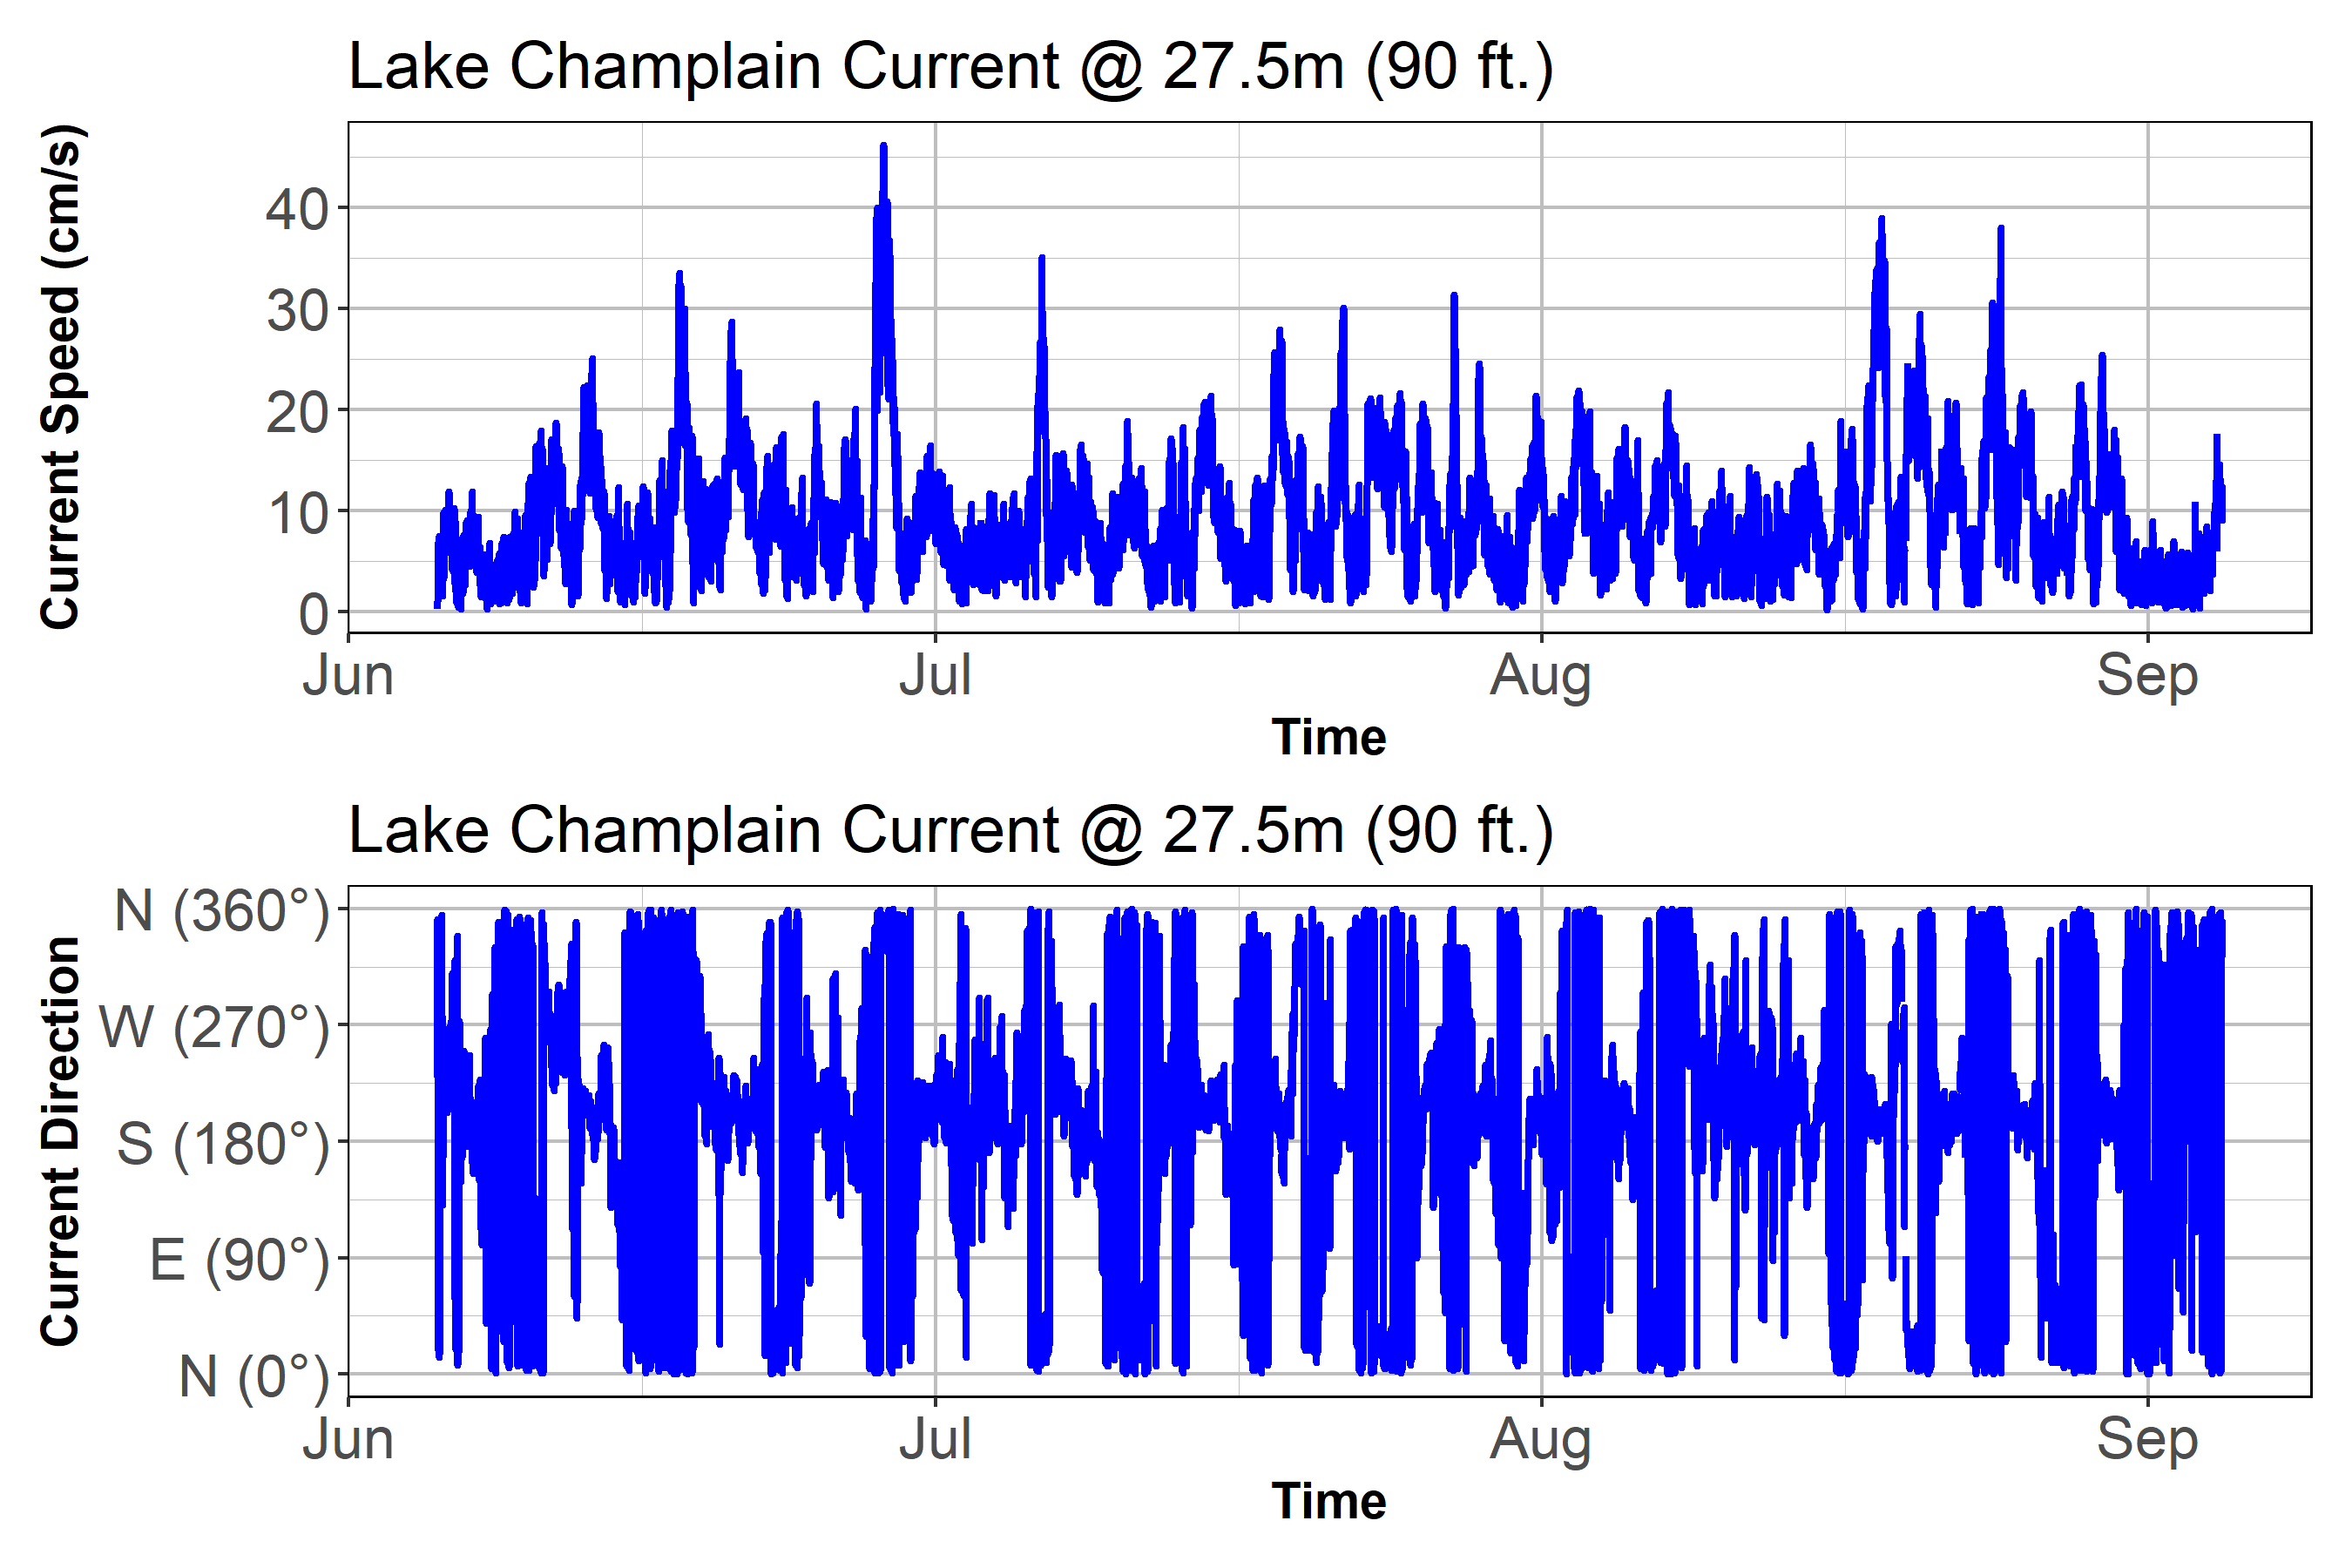 Lake Champlain Current @ 27.5m (90 ft.)
Current Speed (cm/s)
40
30
20
10
0
Jun Jul Aug Sep
Time
Lake Champlain Current @ 27.5m (90 ft.)
Current Direction
N (360°)
W (270°)
S (180°)
E (90°)
N (0°)
Jun Jul Aug Sep
Time